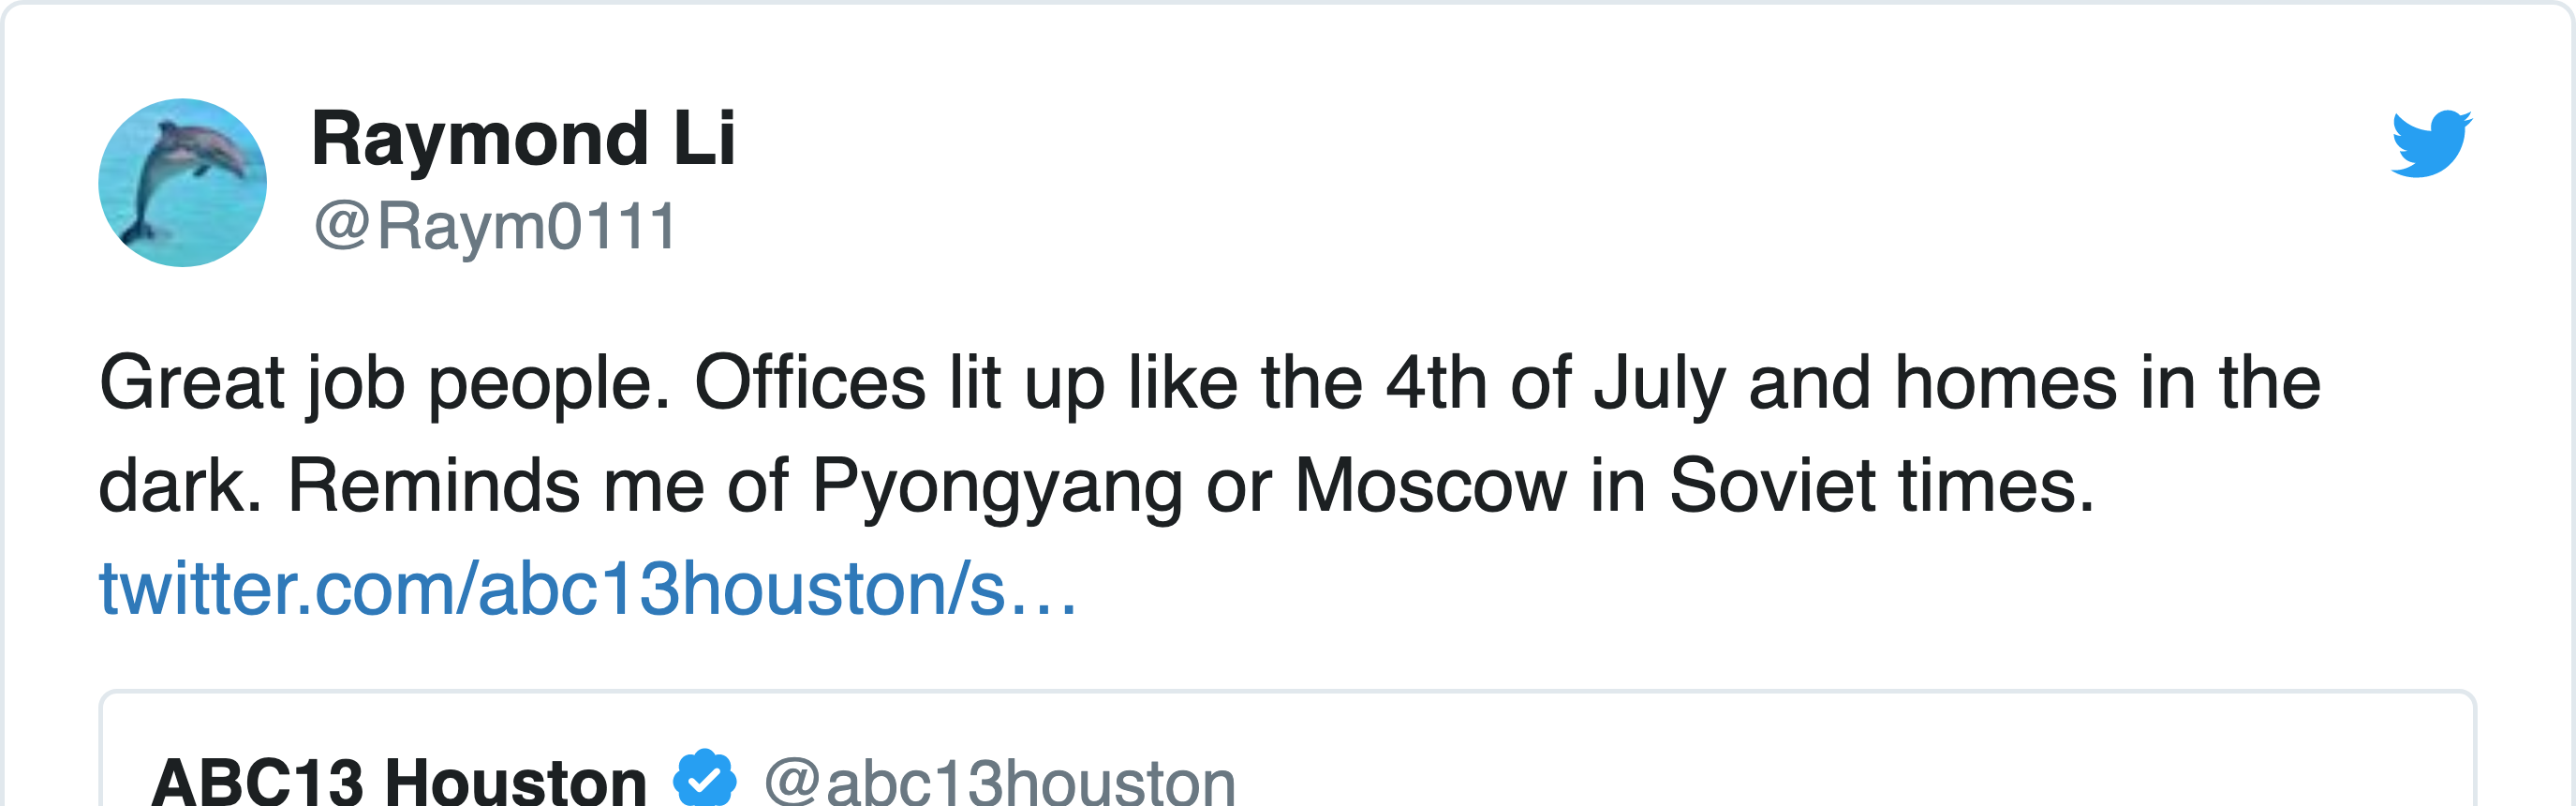 Raymond Li
@Raym0111
Great job people. Offices lit up like the 4th of July and homes in the
dark. Reminds me of Pyongyang or Moscow in Soviet times.
twitter.com/abc13houston/s…
ABC13 Houston @abc13houston